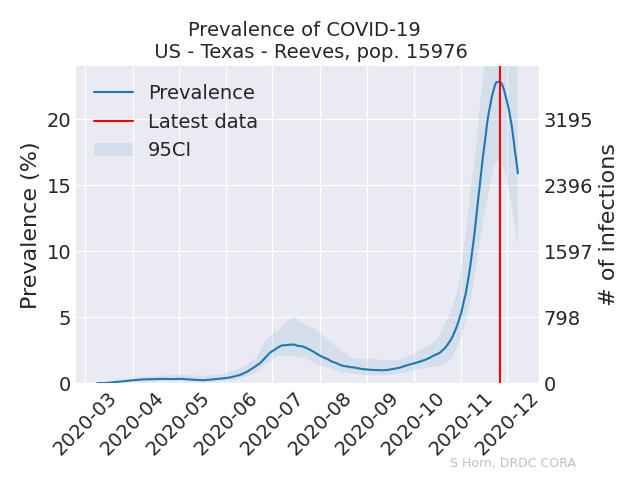 Prevalence of COVID-19
US - Texas - Reeves, pop. 15976
Prevalence
Latest data
95CI
Prevalence (%)
20
15
10
5
0
3195
2396
1597
798
0
# of infections
2020-03
2020-04
2020-05
2020-06
2020-07
2020-08
2020-09
2020-10
2020-11
2020-12
S Horn, DRDC CORA